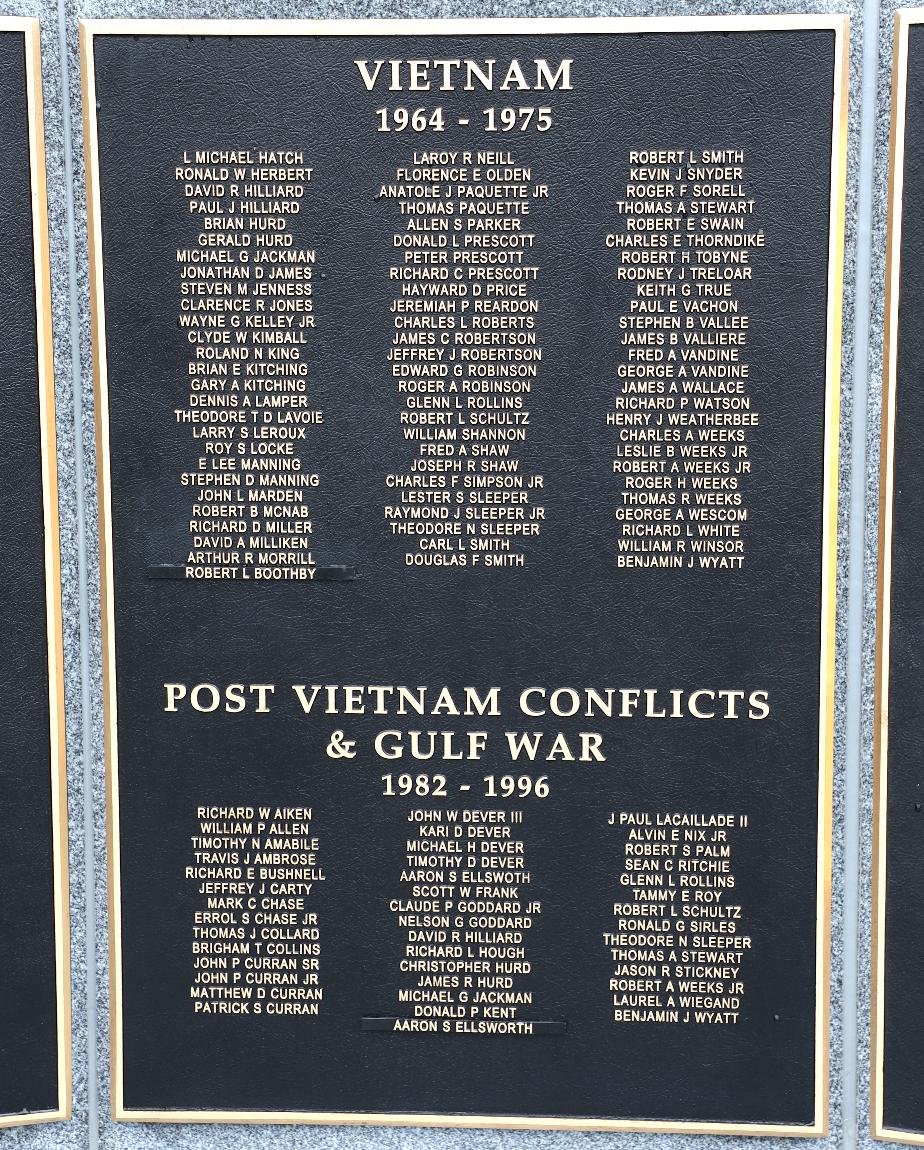 VIETNAM
1964 - 1975
L MICHAEL HATCH
RONALD W HERBERT
DAVID R HILLIARD
PAUL J HILLIARD
BRIAN HURD
GERALD HURD
MICHAEL G JACKMAN
JONATHAN D JAMES
STEVEN M JENNESS
CLARENCE R JONES
WAYNE G KELLEY JR
CLYDE W KIMBALL
ROLAND N KING
BRIAN E KITCHING
GARY A KITCHING
DENNIS A LAMPER
THEODORE T D LAVOIE
LARRY S LEROUX
ROY S LOCKE
E LEE MANNING
STEPHEN D MANNING
JOHN L MARDEN
ROBERT B MCNAB
RICHARD D MILLER
DAVID A MILLIKEN
ARTHUR R MORRILL
ROBERT L BOOTHBY
LAROY R NEILL
FLORENCE E OLDEN
ANATOLE J PAQUETTE JR
THOMAS PAQUETTE
ALLEN S PARKER
DONALD L PRESCOTT
PETER PRESCOTT
RICHARD C PRESCOTT
HAYWARD D PRICE
JEREMIAH P REARDON
CHARLES L ROBERTS
JAMES C ROBERTSON
JEFFREY J ROBERTSON
EDWARD G ROBINSON
ROGER A ROBINSON
GLENN L ROLLINS
ROBERT L SCHULTZ
WILLIAM SHANNON
FRED A SHAW
JOSEPH R SHAW
CHARLES F SIMPSON JR
LESTER S SLEEPER
RAYMOND J SLEEPER JR
THEODORE N SLEEPER
CARL L SMITH
DOUGLAS F SMITH
ROBERT L SMITH
KEVIN J SNYDER
ROGER F SORELL
THOMAS A STEWART
ROBERT E SWAIN
CHARLES E THORNDIKE
ROBERT H TOBYNE
RODNEY J TRELOAR
KEITH G TRUE
PAUL E VACHON
STEPHEN B VALLEE
JAMES B VALLIERE
FRED A VANDINE
GEORGE A VANDINE
JAMES A WALLACE
RICHARD P WATSON
HENRY J WEATHERBEE
CHARLES A WEEKS
LESLIE B WEEKS JR
ROBERT A WEEKS JR
ROGER H WEEKS
THOMAS R WEEKS
GEORGE A WESCOM
RICHARD L WHITE
WILLIAM R WINSOR
BENJAMIN J WYATT
POST VIETNAM CONFLICTS
& GULF WAR
1982 - 1996
RICHARD W AIKEN
WILLIAM P ALLEN
TIMOTHY N AMABILE
TRAVIS J AMBROSE
RICHARD E BUSHNELL
JEFFREY J CARTY
MARK C CHASE
ERROL S CHASE JR
THOMAS J COLLARD
BRIGHAM T COLLINS
JOHN P CURRAN SR
JOHN P CURRAN JR
MATTHEW D CURRAN
PATRICK S CURRAN
JOHN W DEVER III
KARI D DEVER
MICHAEL H DEVER
TIMOTHY D DEVER
AARON S ELLSWOTH
SCOTT W FRANK
CLAUDE P GODDARD JR
NELSON G GODDARD
DAVID R HILLIARD
RICHARD L HOUGH
CHRISTOPHER HURD
JAMES R HURD
MICHAEL G JACKMAN
DONALD P KENT
AARON S ELLSWORTH
J PAUL LACAILLADE II
ALVIN E NIX JR
ROBERT S PALM
SEAN C RITCHIE
GLENN L ROLLINS
TAMMY E ROY
ROBERT L SCHULTZ
RONALD G SIRLES
THEODORE N SLEEPER
THOMAS A STEWART
JASON R STICKNEY
ROBERT A WEEKS JR
LAUREL A WIEGAND
BENJAMIN J WYATT